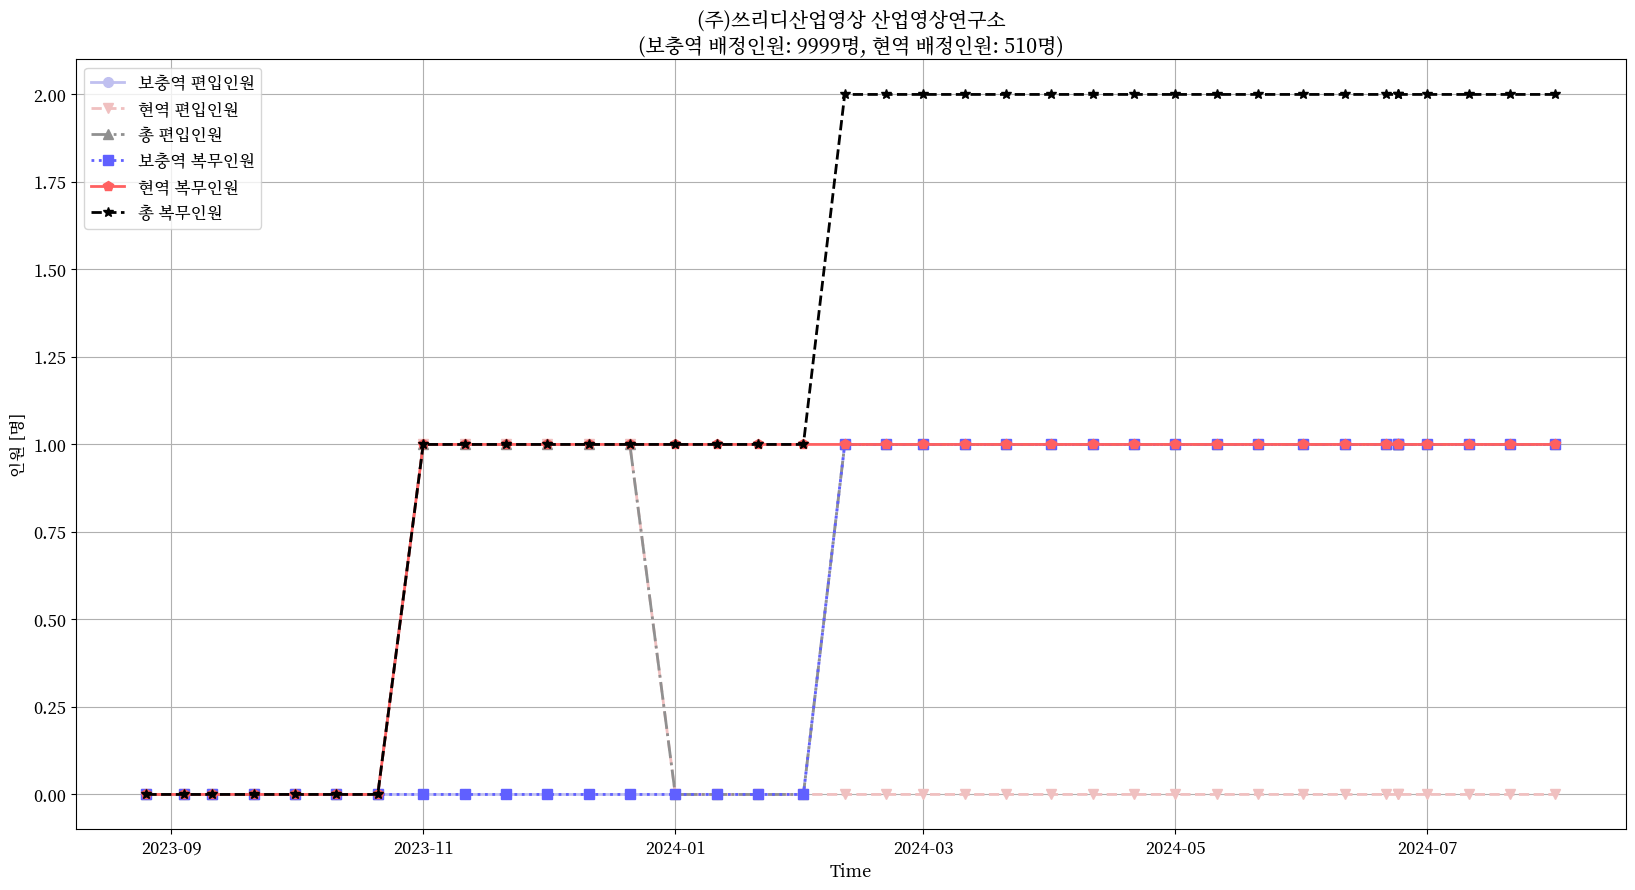 (주)쓰리디산업영상 산업영상연구소
(보충역 배정인원: 9999명, 현역 배정인원: 510명)
보충역 편입인원
현역 편입인원
총 편입인원
보충역 복무인원
현역 복무인원
총 복무인원
인원 [명]
2.00
1.75
1.50
1.25
1.00
0.75
0.50
0.25
0.00
2023-09
2023-11
2024-01
2024-03
2024-05
2024-07
Time